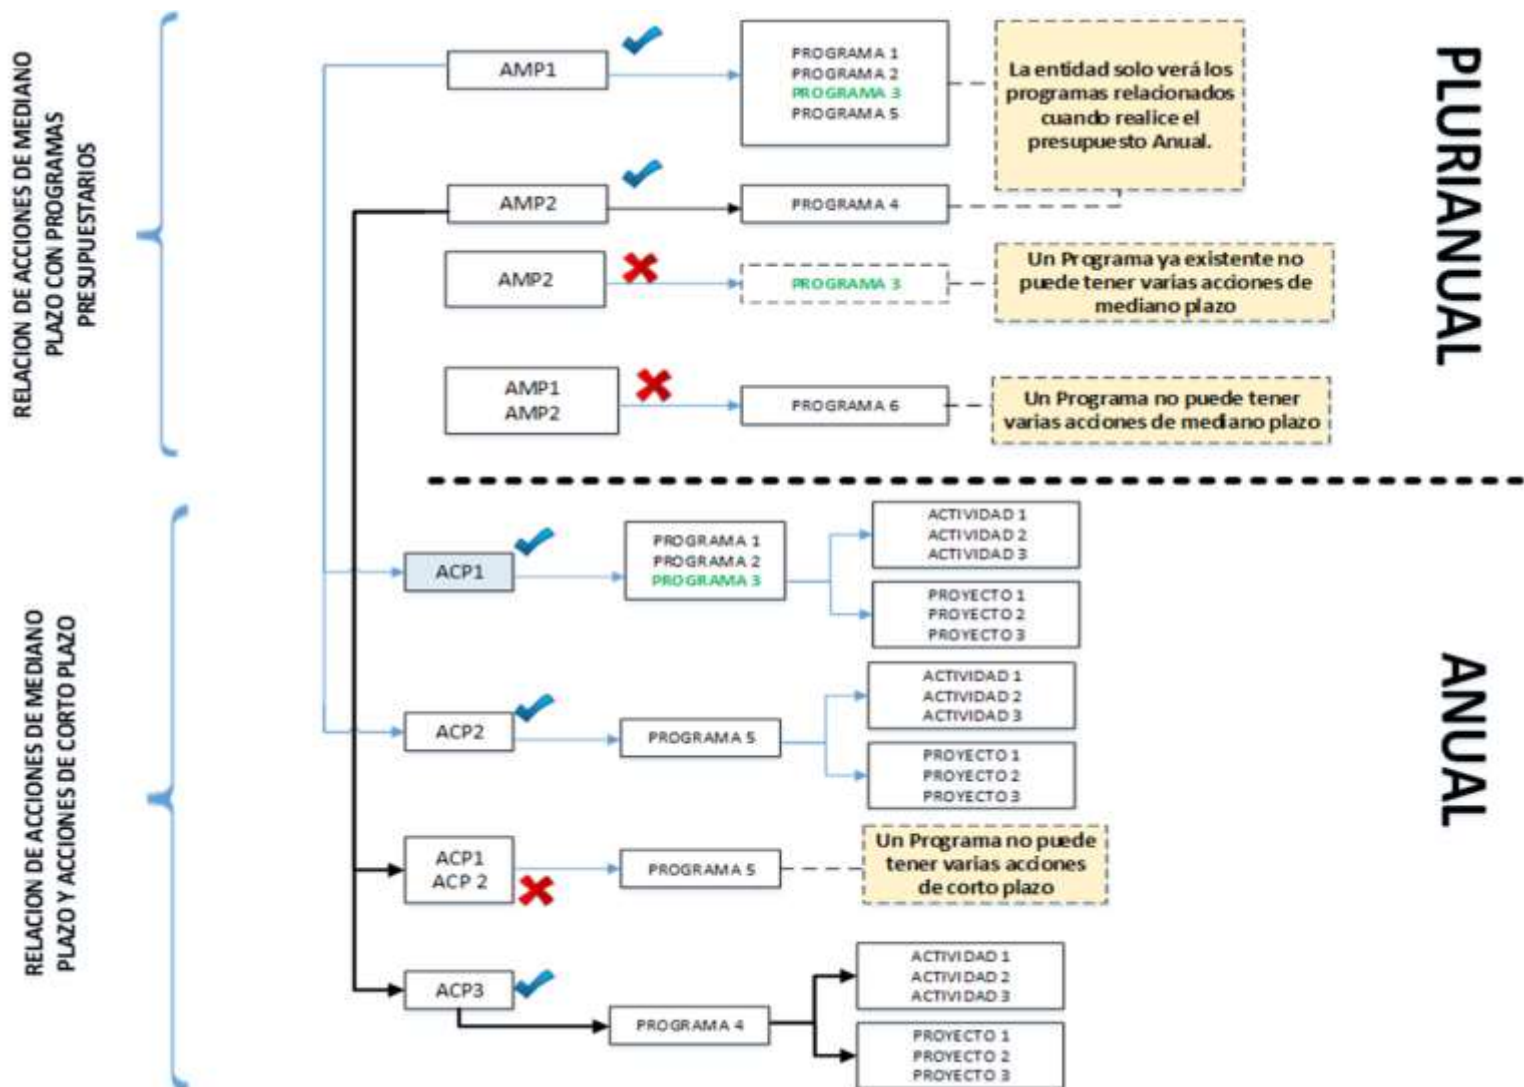 RELACION DE ACCIONES DE MEDIANO
PLAZO CON PROGRAMAS
PRESUPUESTARIOS
PLURIANUAL
AMP1
PROGRAMA 1
PROGRAMA 2
PROGRAMA 3
PROGRAMA 5
La entidad solo verá los
programas relacionados
cuando realice el
presupuesto Anual.
AMP2
PROGRAMA 4
AMP2
PROGRAMA 3
Un Programa ya existente no
puede tener varias acciones de
mediano plazo
AMP1
AMP2
PROGRAMA 6
Un Programa no puede tener
varias acciones de mediano plazo
RELACION DE ACCIONES DE MEDIANO
PLAZO Y ACCIONES DE CORTO PLAZO
ANUAL
ACP1
PROGRAMA 1
PROGRAMA 2
PROGRAMA 3
ACTIVIDAD 1
ACTIVIDAD 2
ACTIVIDAD 3
PROYECTO 1
PROYECTO 2
PROYECTO 3
ACP2
PROGRAMA 5
ACTIVIDAD 1
ACTIVIDAD 2
ACTIVIDAD 3
PROYECTO 1
PROYECTO 2
PROYECTO 3
ACP1
ACP 2
PROGRAMA 5
Un Programa no puede
tener varias acciones
de corto plazo
ACP3
PROGRAMA 4
ACTIVIDAD 1
ACTIVIDAD 2
ACTIVIDAD 3
PROYECTO 1
PROYECTO 2
PROYECTO 3